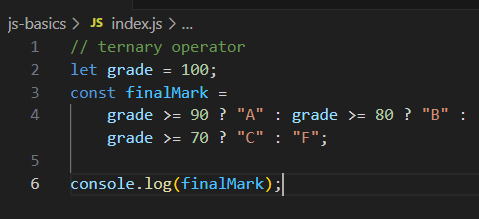 js-basics > JS index.js > ...
1 // ternary operator
2 let grade = 100;
3 const finalMark =
4 grade >= 90 ? "A" : grade >= 80 ? "B" :
grade >= 70 ? "C" : "F";
5
6 console.log(finalMark);